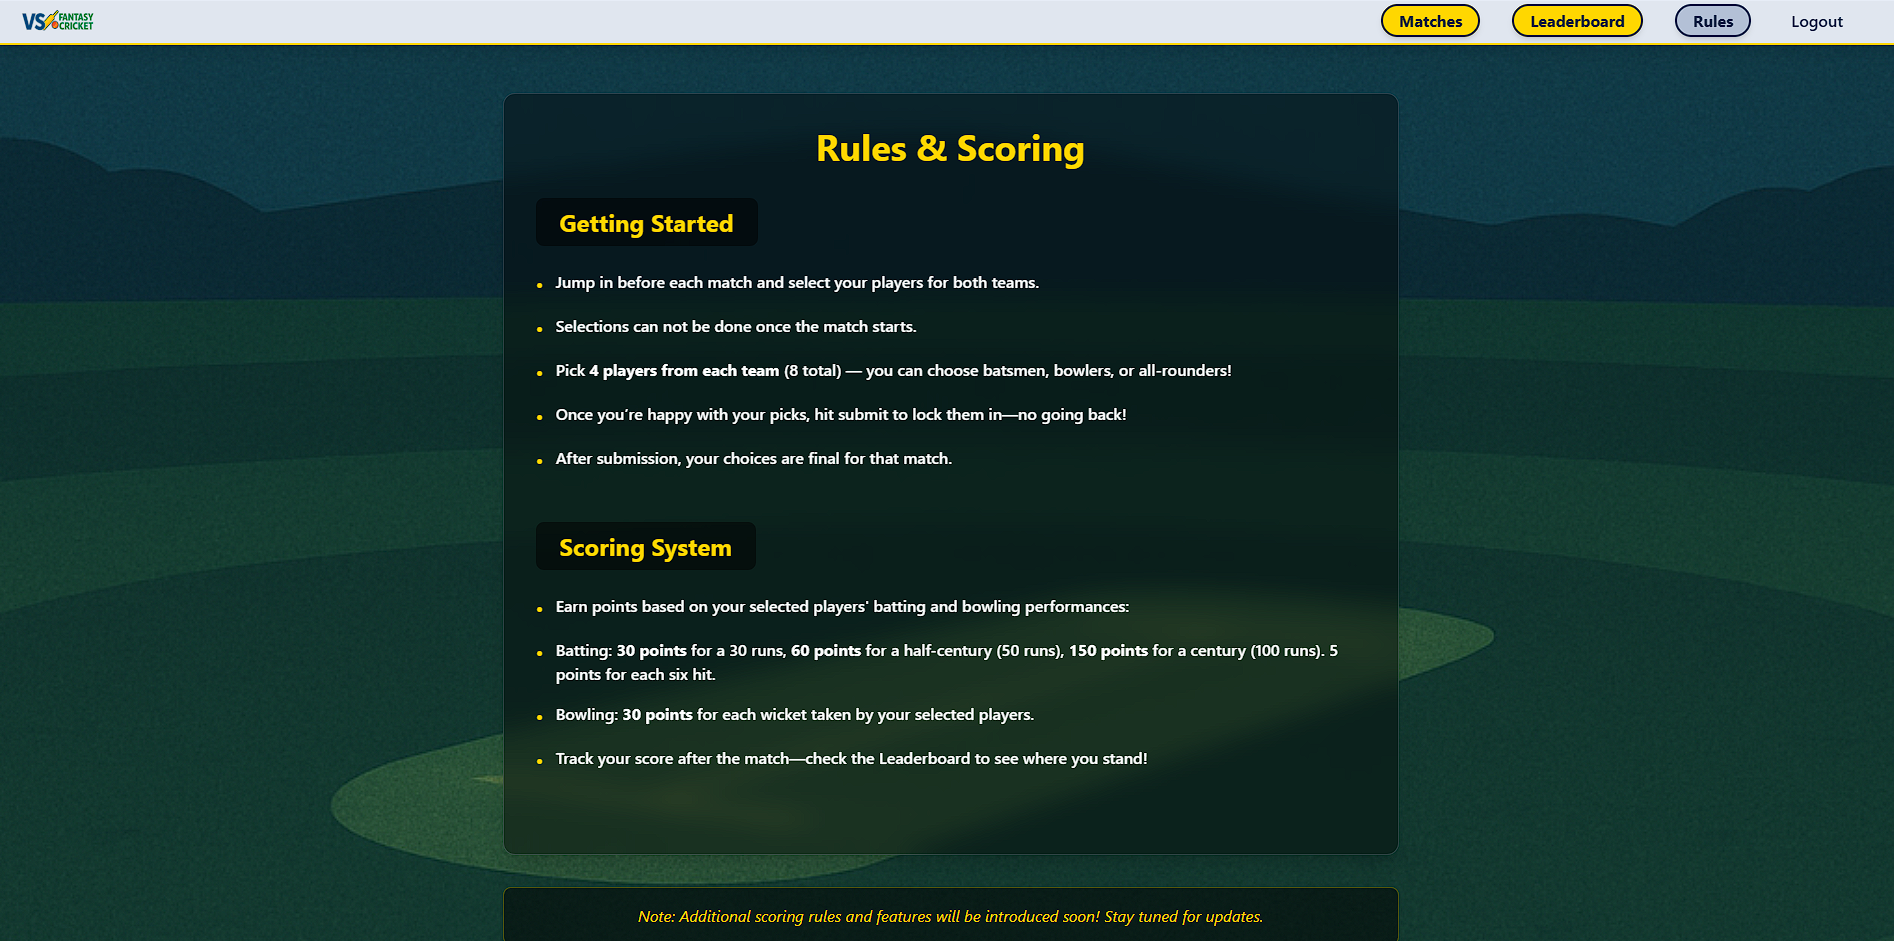 VS FANTASY CRICKET
Matches
Leaderboard
Rules
Logout
Rules & Scoring
Getting Started
Jump in before each match and select your players for both teams.
Selections can not be done once the match starts.
Pick 4 players from each team (8 total) — you can choose batsmen, bowlers, or all-rounders!
Once you're happy with your picks, hit submit to lock them in—no going back!
After submission, your choices are final for that match.
Scoring System
Earn points based on your selected players' batting and bowling performances:
Batting: 30 points for a 30 runs, 60 points for a half-century (50 runs), 150 points for a century (100 runs). 5
points for each six hit.
Bowling: 30 points for each wicket taken by your selected players.
Track your score after the match—check the Leaderboard to see where you stand!
Note: Additional scoring rules and features will be introduced soon! Stay tuned for updates.